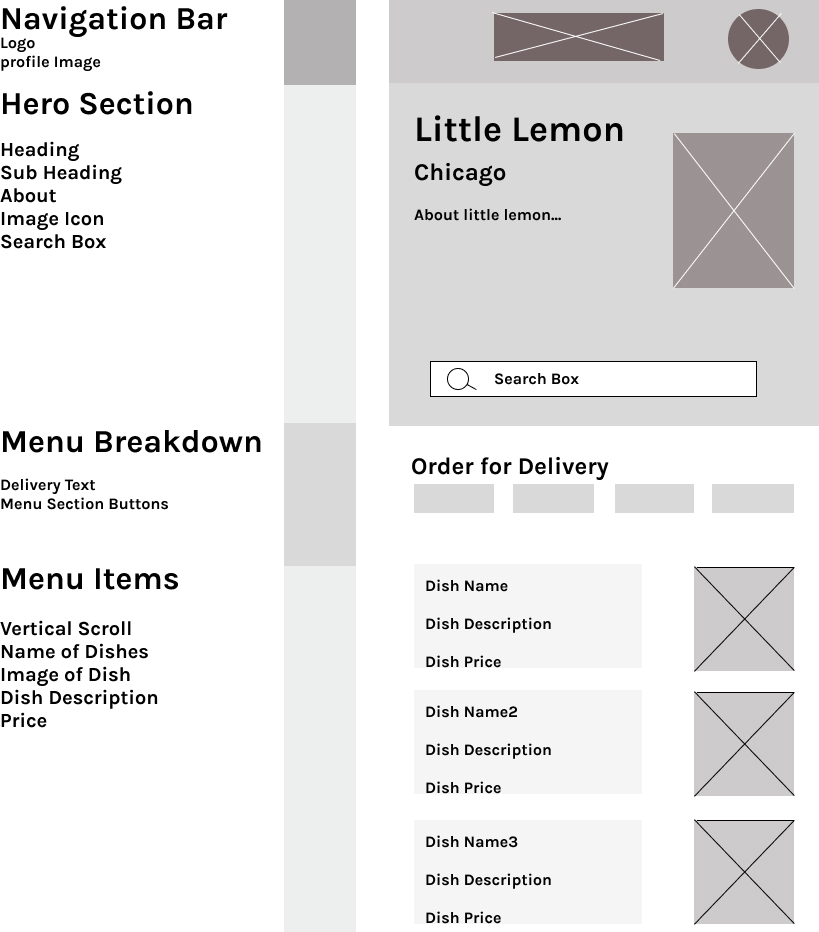 Navigation Bar
Logo
profile Image
Hero Section
Heading
Sub Heading
About
Image Icon
Search Box
Menu Breakdown
Delivery Text
Menu Section Buttons
Menu Items
Vertical Scroll
Name of Dishes
Image of Dish
Dish Description
Price
Little Lemon
Chicago
About little lemon...
Search Box
Order for Delivery
Dish Name
Dish Description
Dish Price
Dish Name2
Dish Description
Dish Price
Dish Name3
Dish Description
Dish Price